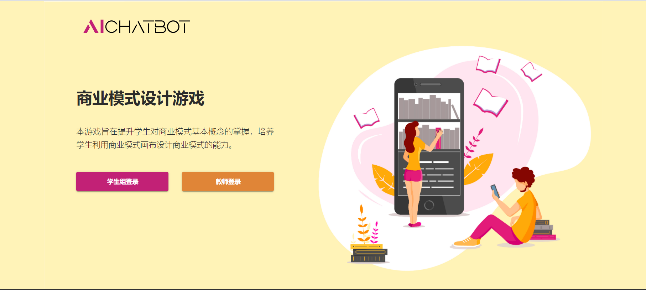 AICHATBOT
商业模式设计游戏
本游戏旨在提升学生对商业模式基本概念的掌握，培养
学生利用商业模式画布设计商业模式的能力。
学生组登录
教师登录